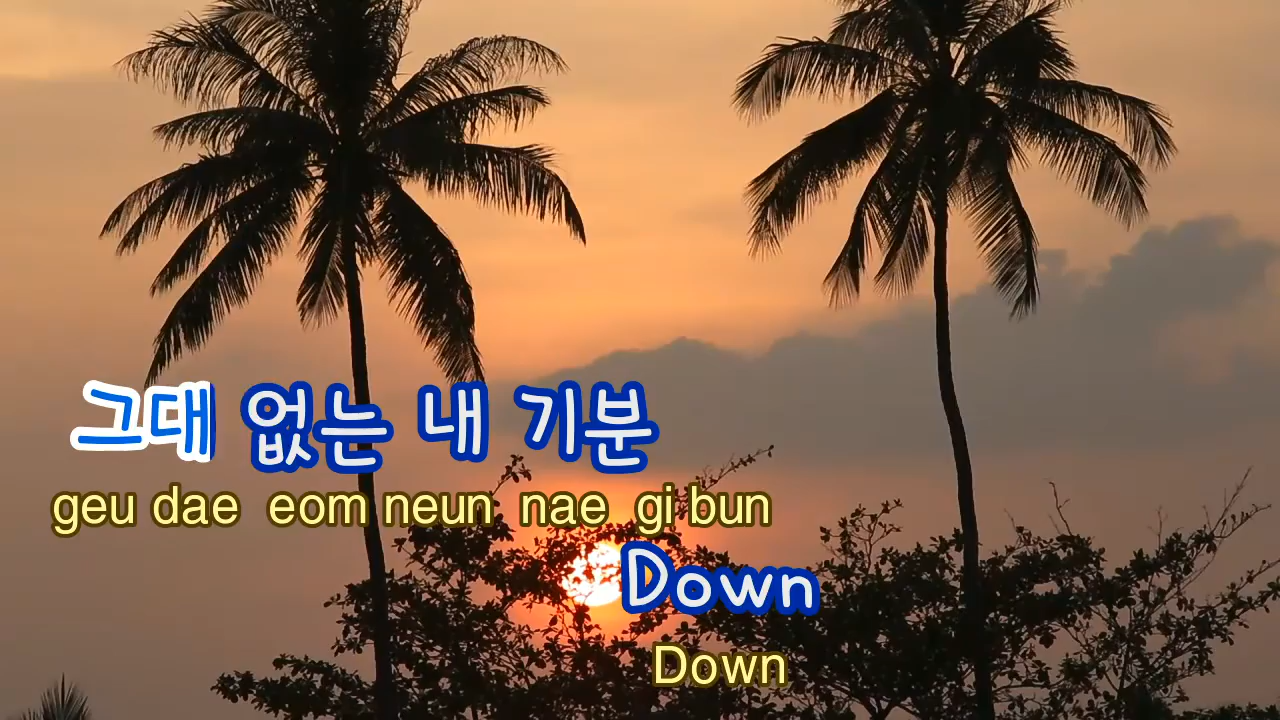 그대 없는 내 기분
geu dae eom neun nae gi bun
Down
Down